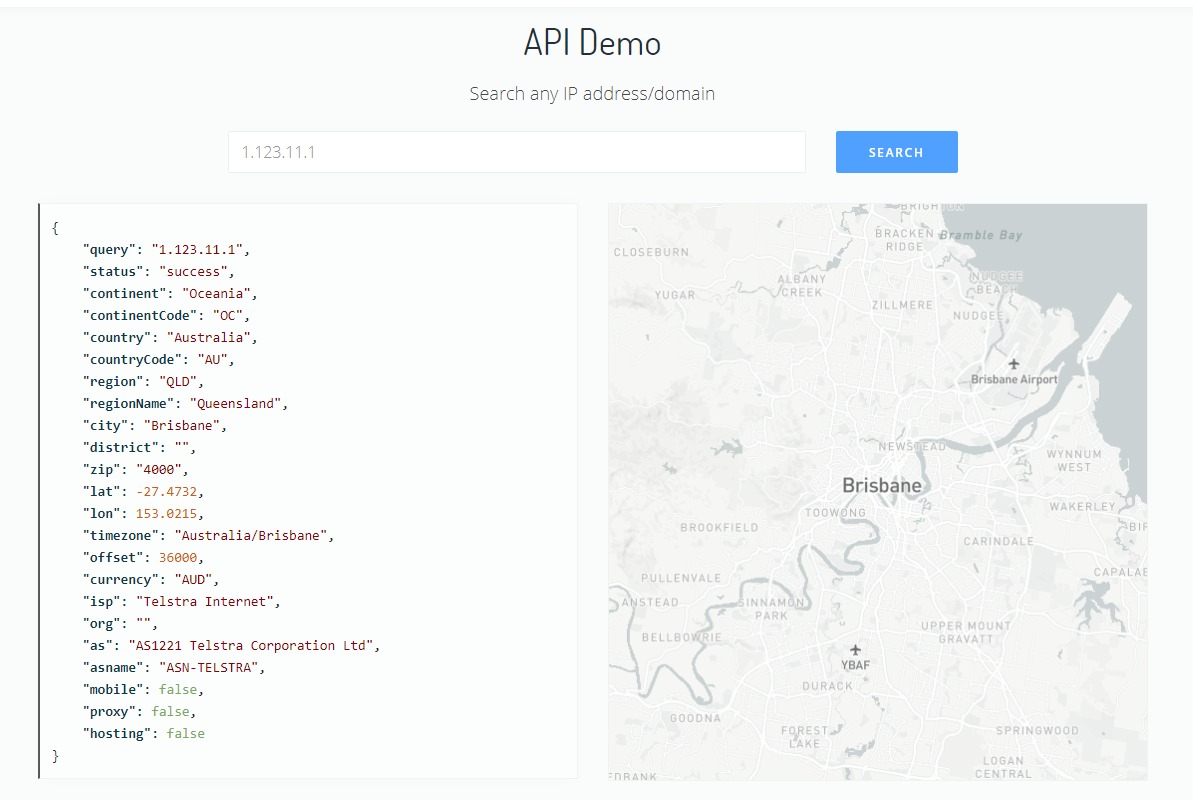 API Demo
Search any IP address/domain
1.123.11.1
SEARCH
{
"query": "1.123.11.1",
"status": "success",
"continent": "Oceania",
"continentCode": "OC",
"country": "Australia",
"countryCode": "AU",
"region": "QLD",
"regionName": "Queensland",
"city": "Brisbane",
"district": "",
"zip": "4000",
"lat": -27.4732,
"lon": 153.0215,
"timezone": "Australia/Brisbane",
"offset": 36000,
"currency": "AUD",
"isp": "Telstra Internet",
"org": "",
"as": "AS1221 Telstra Corporation Ltd",
"asname": "ASN-TELSTRA",
"mobile": false,
"proxy": false,
"hosting": false
}
BRIGHTON
BRACKEN
RIDGE
Bramble Bay
CLOSEBURN
ALBANY
CREEK
NUDGEE
BEACH
YUGAR
ZILLMERE
NUDGEE
Brisbane Airport
NEWSTEAD
WYNNUM
WEST
Brisbane
TOOWONG
WAKERLEY
BROOKFIELD
BIR
CARINDALE
PULLENVALE
CAPALAB
ANSTEAD
SINNAMON
PARK
UPPER MOUNT
GRAVATT
BELLBOWRIE
YBAF
DURACK
GOODNA
FOREST
LAKE
SPRINGWOOD
LOGAN
CENTRAL
EDBANK